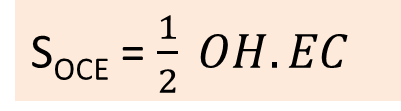 S_OCE = 1/2 OH.EC